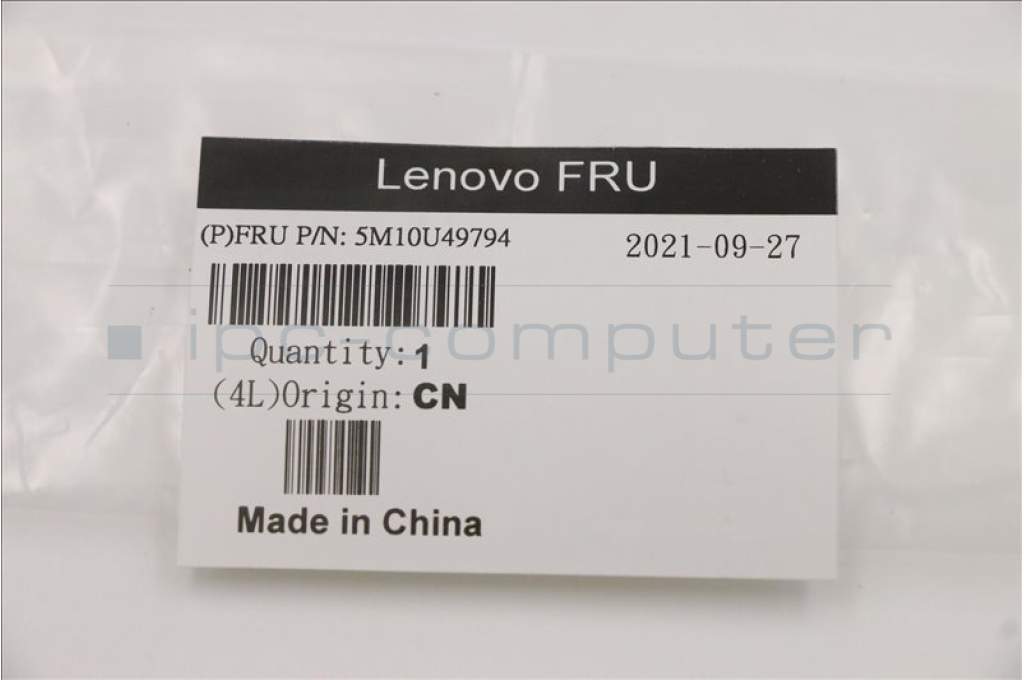 Lenovo FRU
(P)FRU P/N: 5M10U49794
2021-09-27
ipc-computer
Quantity: 1
(4L)Origin: CN
Made in China